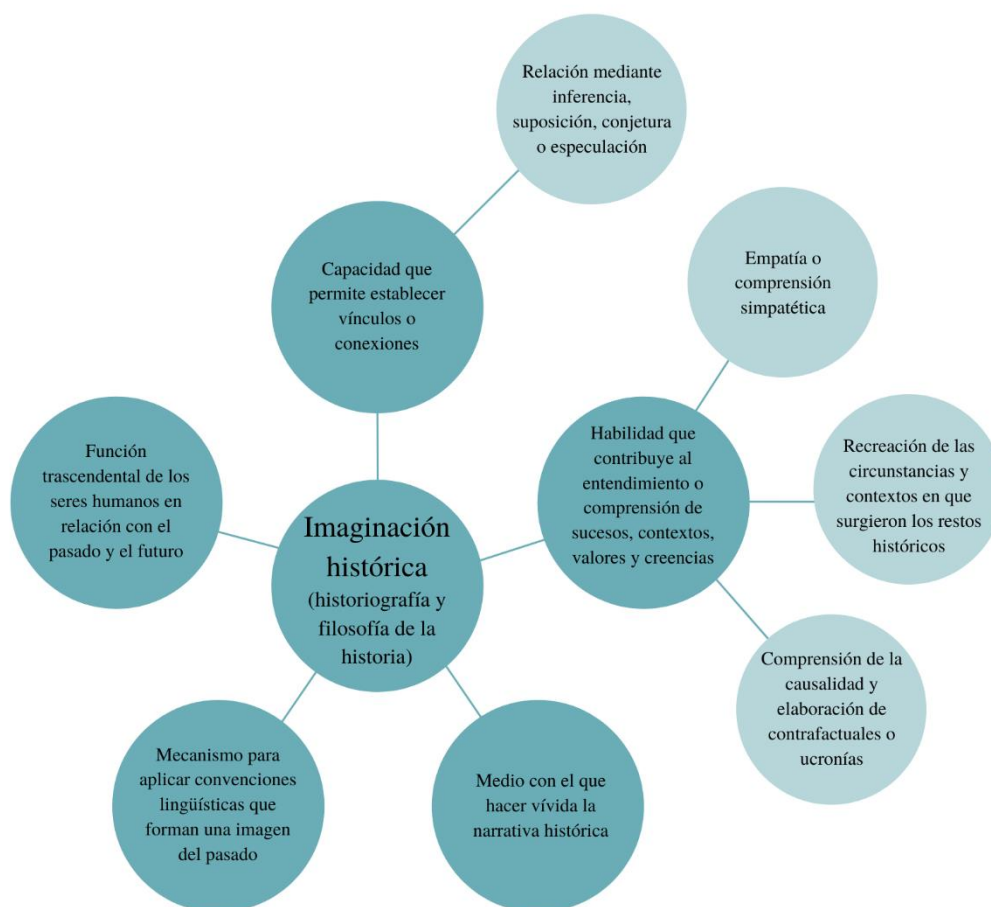 Relación mediante
inferencia,
suposición, conjetura
o especulación
Capacidad que
permite establecer
vínculos o
conexiones
Empatía o
comprensión
simpatética
Habilidad que
contribuye al
entendimiento o
comprensión de
sucesos, contextos,
valores y creencias
Recreación de las
circunstancias y
contextos en que
surgieron los restos
históricos
Función
trascendental de los
seres humanos en
relación con el
pasado y el futuro
Imaginación
histórica
(historiografía y
filosofía de la
historia)
Comprensión de la
causalidad y
elaboración de
contrafactuales o
ucronías
Mecanismo para
aplicar convenciones
lingüísticas que
forman una imagen
del pasado
Medio con el que
hacer vívida la
narrativa histórica